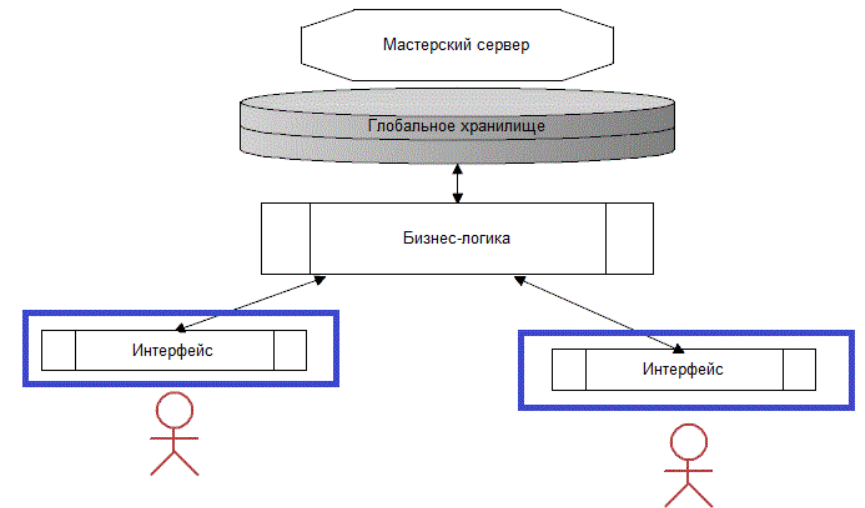 Мастерский сервер
Глобальное хранилище
Бизнес-логика
Интерфейс
Интерфейс